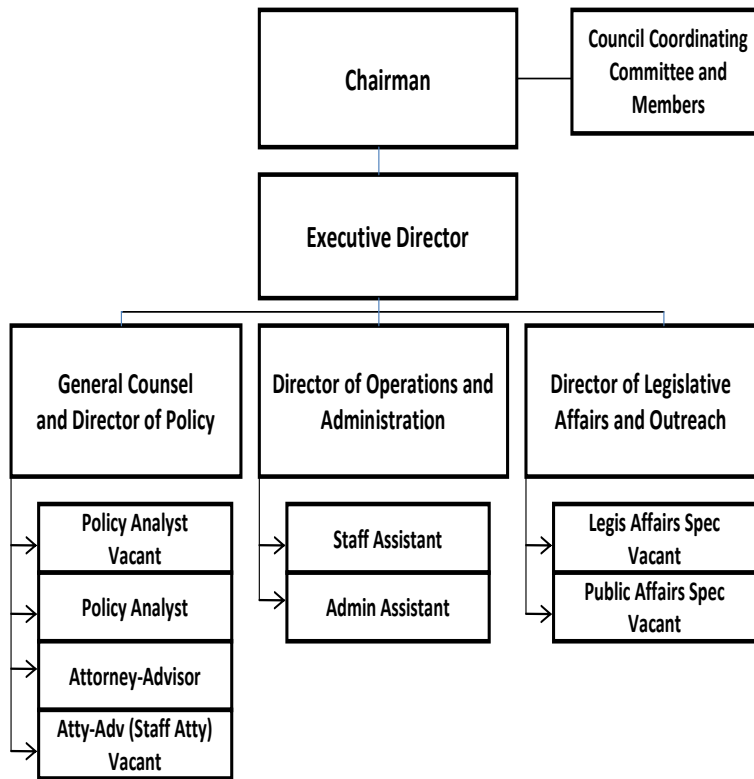 Chairman
Council Coordinating
Committee and
Members
Executive Director
General Counsel
and Director of Policy
Director of Operations and
Administration
Director of Legislative
Affairs and Outreach
Policy Analyst
Vacant
Policy Analyst
Attorney-Advisor
Atty-Adv (Staff Atty)
Vacant
Staff Assistant
Admin Assistant
Legis Affairs Spec
Vacant
Public Affairs Spec
Vacant